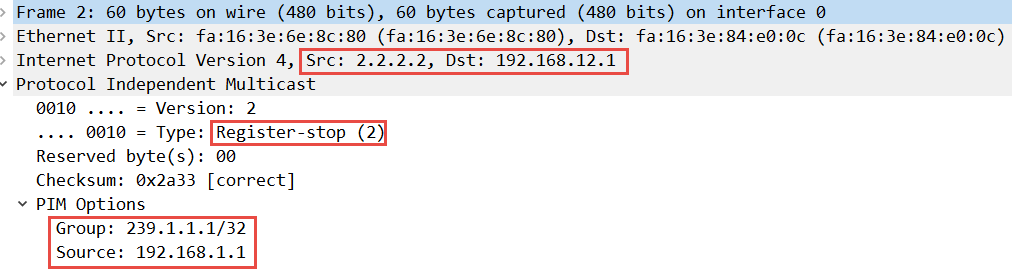 Frame 2: 60 bytes on wire (480 bits), 60 bytes captured (480 bits) on interface 0
Ethernet II, Src: fa:16:3e:6e:8c:80 (fa:16:3e:6e:8c:80), Dst: fa:16:3e:84:e0:0c (fa:16:3e:84:e0:0c)
Internet Protocol Version 4, Src: 2.2.2.2, Dst: 192.168.12.1
Protocol Independent Multicast
0010 .... = Version: 2
.... 0010 = Type: Register-stop (2)
Reserved byte(s): 00
Checksum: 0x2a33 [correct]
PIM Options
Group: 239.1.1.1/32
Source: 192.168.1.1